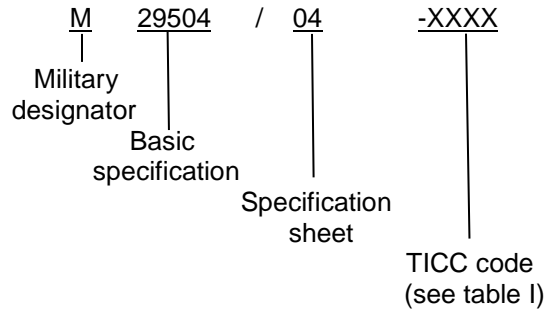 M 29504 / 04 -XXXX
Military
designator
Basic
specification
Specification
sheet
TICC code
(see table I)